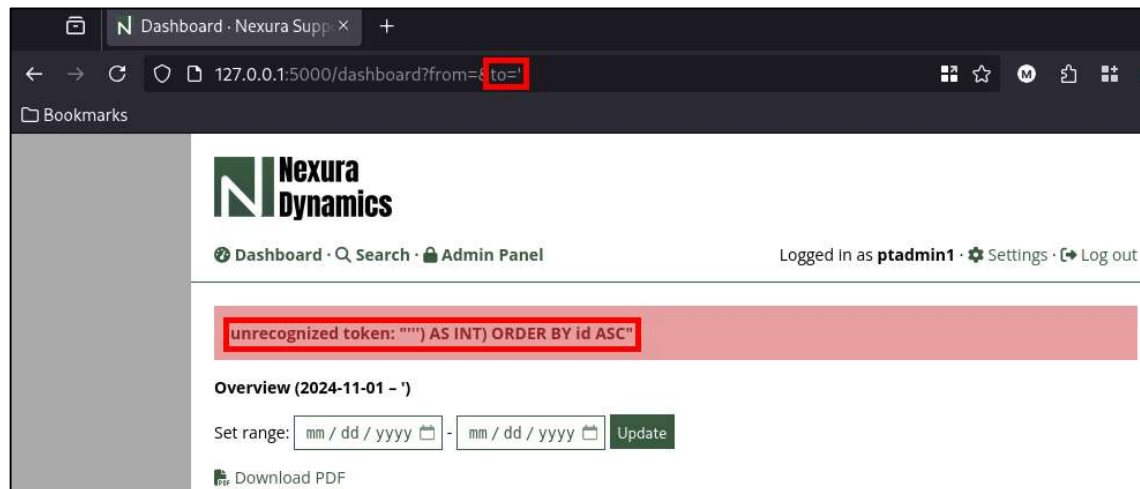 Dashboard · Nexura Supp
127.0.0.1:5000/dashboard?from=&to='
Bookmarks
Nexura
Dynamics
Dashboard · Search · Admin Panel
Logged in as ptadmin1 · Settings · Log out
unrecognized token: "''') AS INT) ORDER BY id ASC"
Overview (2024-11-01 – ')
Set range: mm / dd / yyyy - mm / dd / yyyy Update
Download PDF